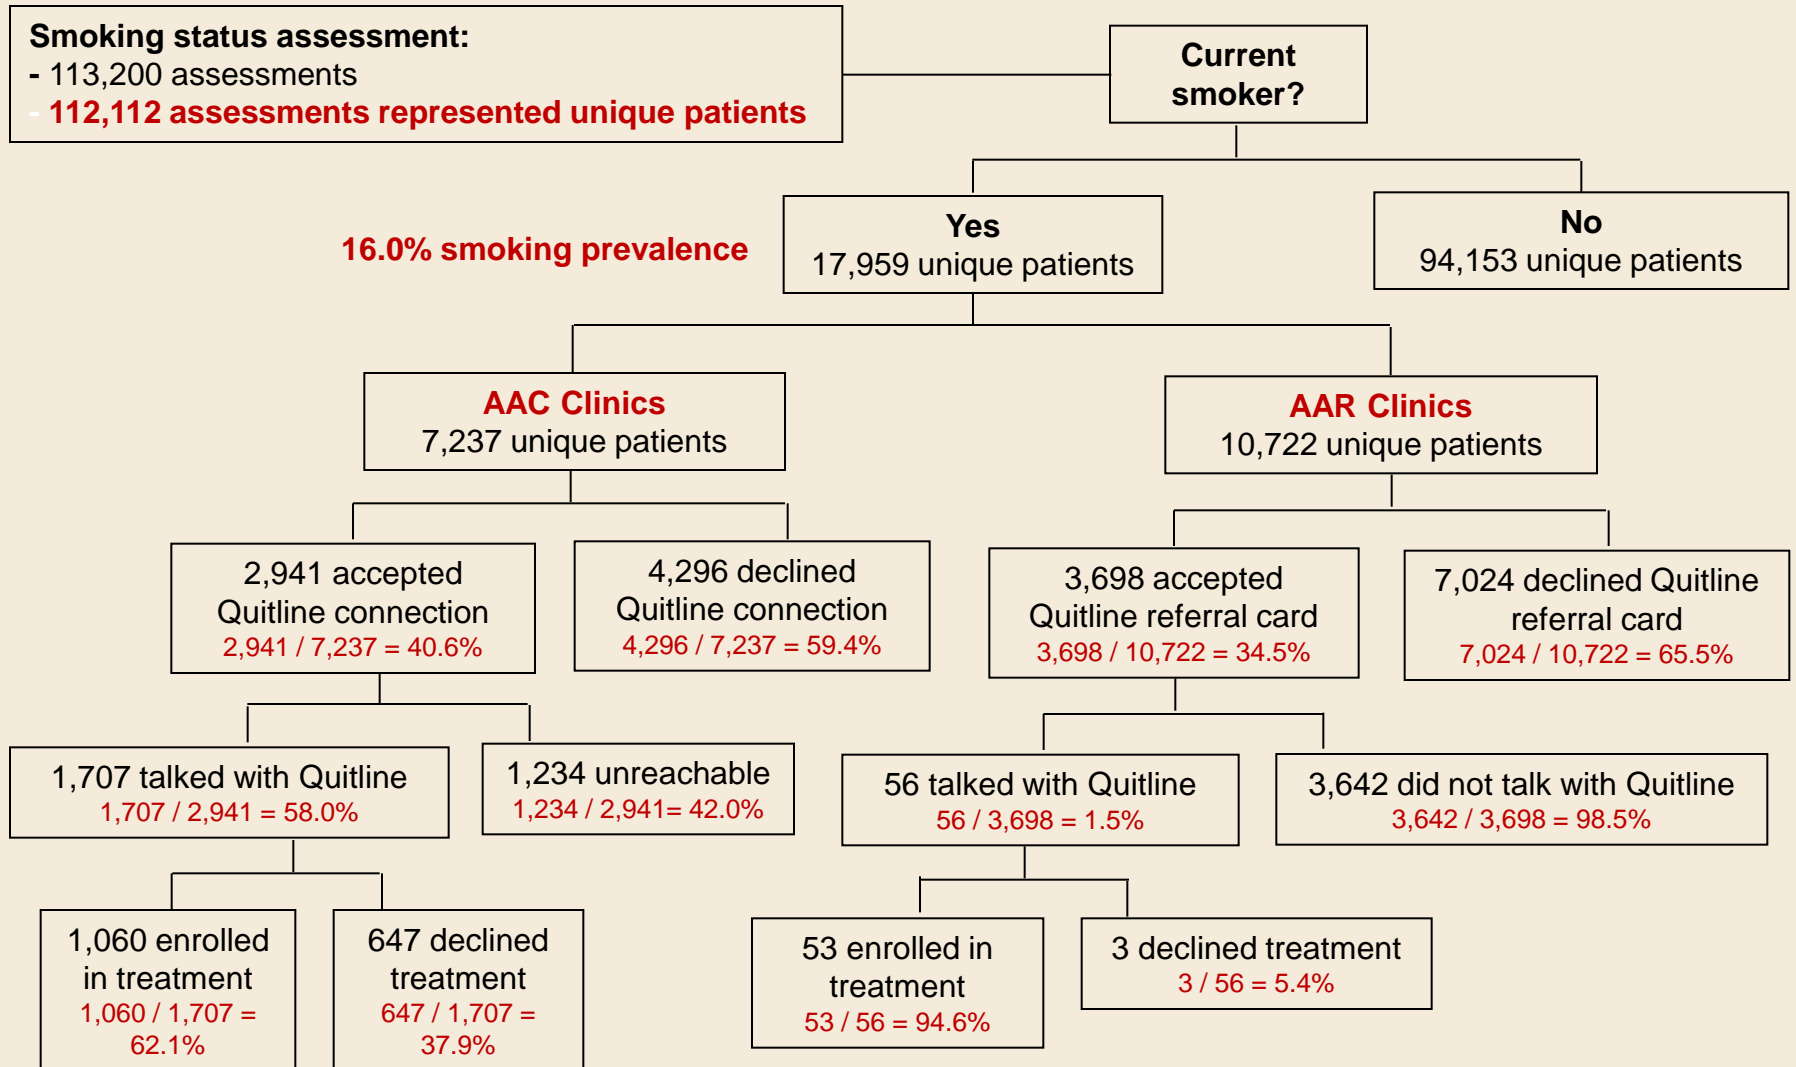 Smoking status assessment:
- 113,200 assessments
- 112,112 assessments represented unique patients
Current
smoker?
16.0% smoking prevalence
Yes
17,959 unique patients
No
94,153 unique patients
AAC Clinics
7,237 unique patients
AAR Clinics
10,722 unique patients
2,941 accepted
Quitline connection
2,941 / 7,237 = 40.6%
4,296 declined
Quitline connection
4,296 / 7,237 = 59.4%
3,698 accepted
Quitline referral card
3,698 / 10,722 = 34.5%
7,024 declined Quitline
referral card
7,024 / 10,722 = 65.5%
1,707 talked with Quitline
1,707 / 2,941 = 58.0%
1,234 unreachable
1,234 / 2,941= 42.0%
56 talked with Quitline
56 / 3,698 = 1.5%
3,642 did not talk with Quitline
3,642 / 3,698 = 98.5%
1,060 enrolled
in treatment
1,060 / 1,707 =
62.1%
647 declined
treatment
647 / 1,707 =
37.9%
53 enrolled in
treatment
53 / 56 = 94.6%
3 declined treatment
3 / 56 = 5.4%